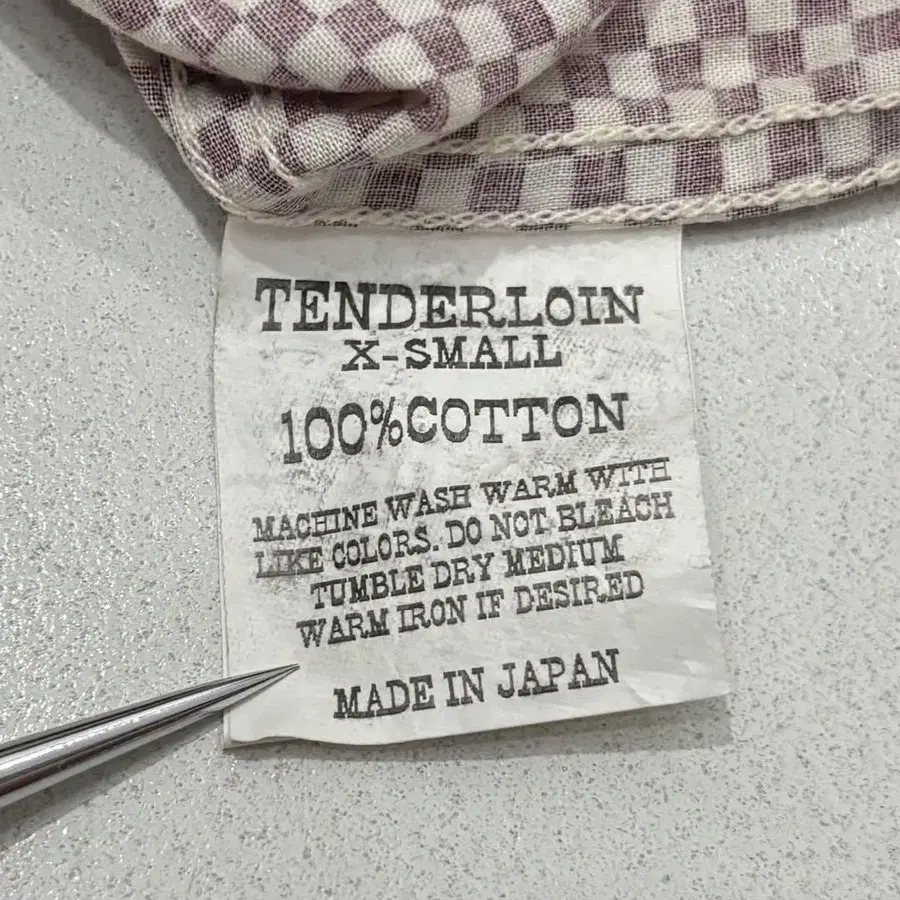 TENDERLOIN
X-SMALL
100%COTTON
MACHINE WASH WARM WITH
LIKE COLORS. DO NOT BLEACH
TUMBLE DRY MEDIUM
WARM IRON IF DESIRED
MADE IN JAPAN